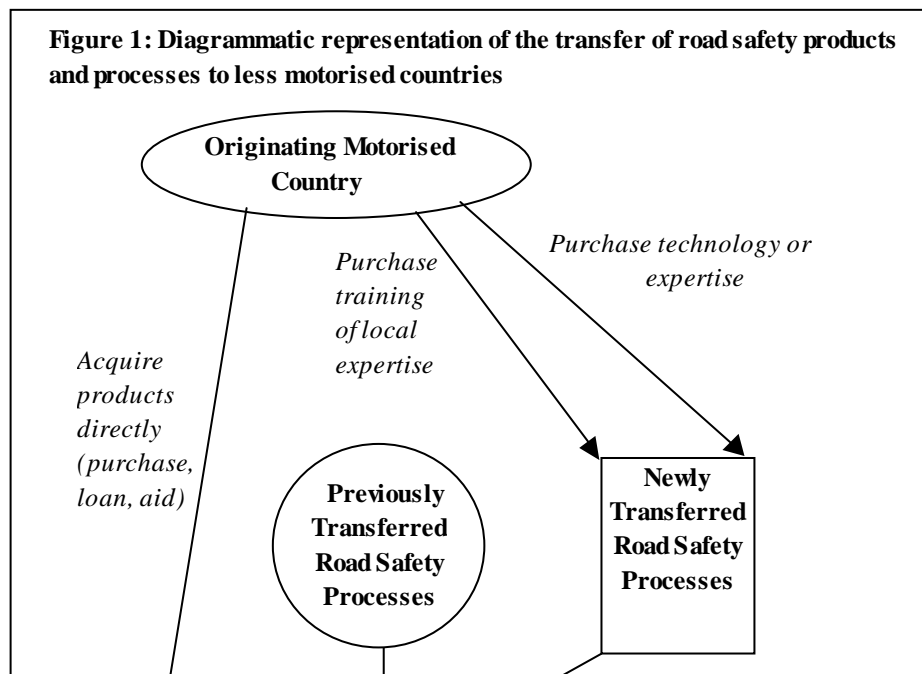 Figure 1: Diagrammatic representation of the transfer of road safety products
and processes to less motorised countries
Originating Motorised
Country
Purchase technology or
expertise
Purchase
training
of local
expertise
Acquire
products
directly
(purchase,
loan, aid)
Previously
Transferred
Road Safety
Processes
Newly
Transferred
Road Safety
Processes